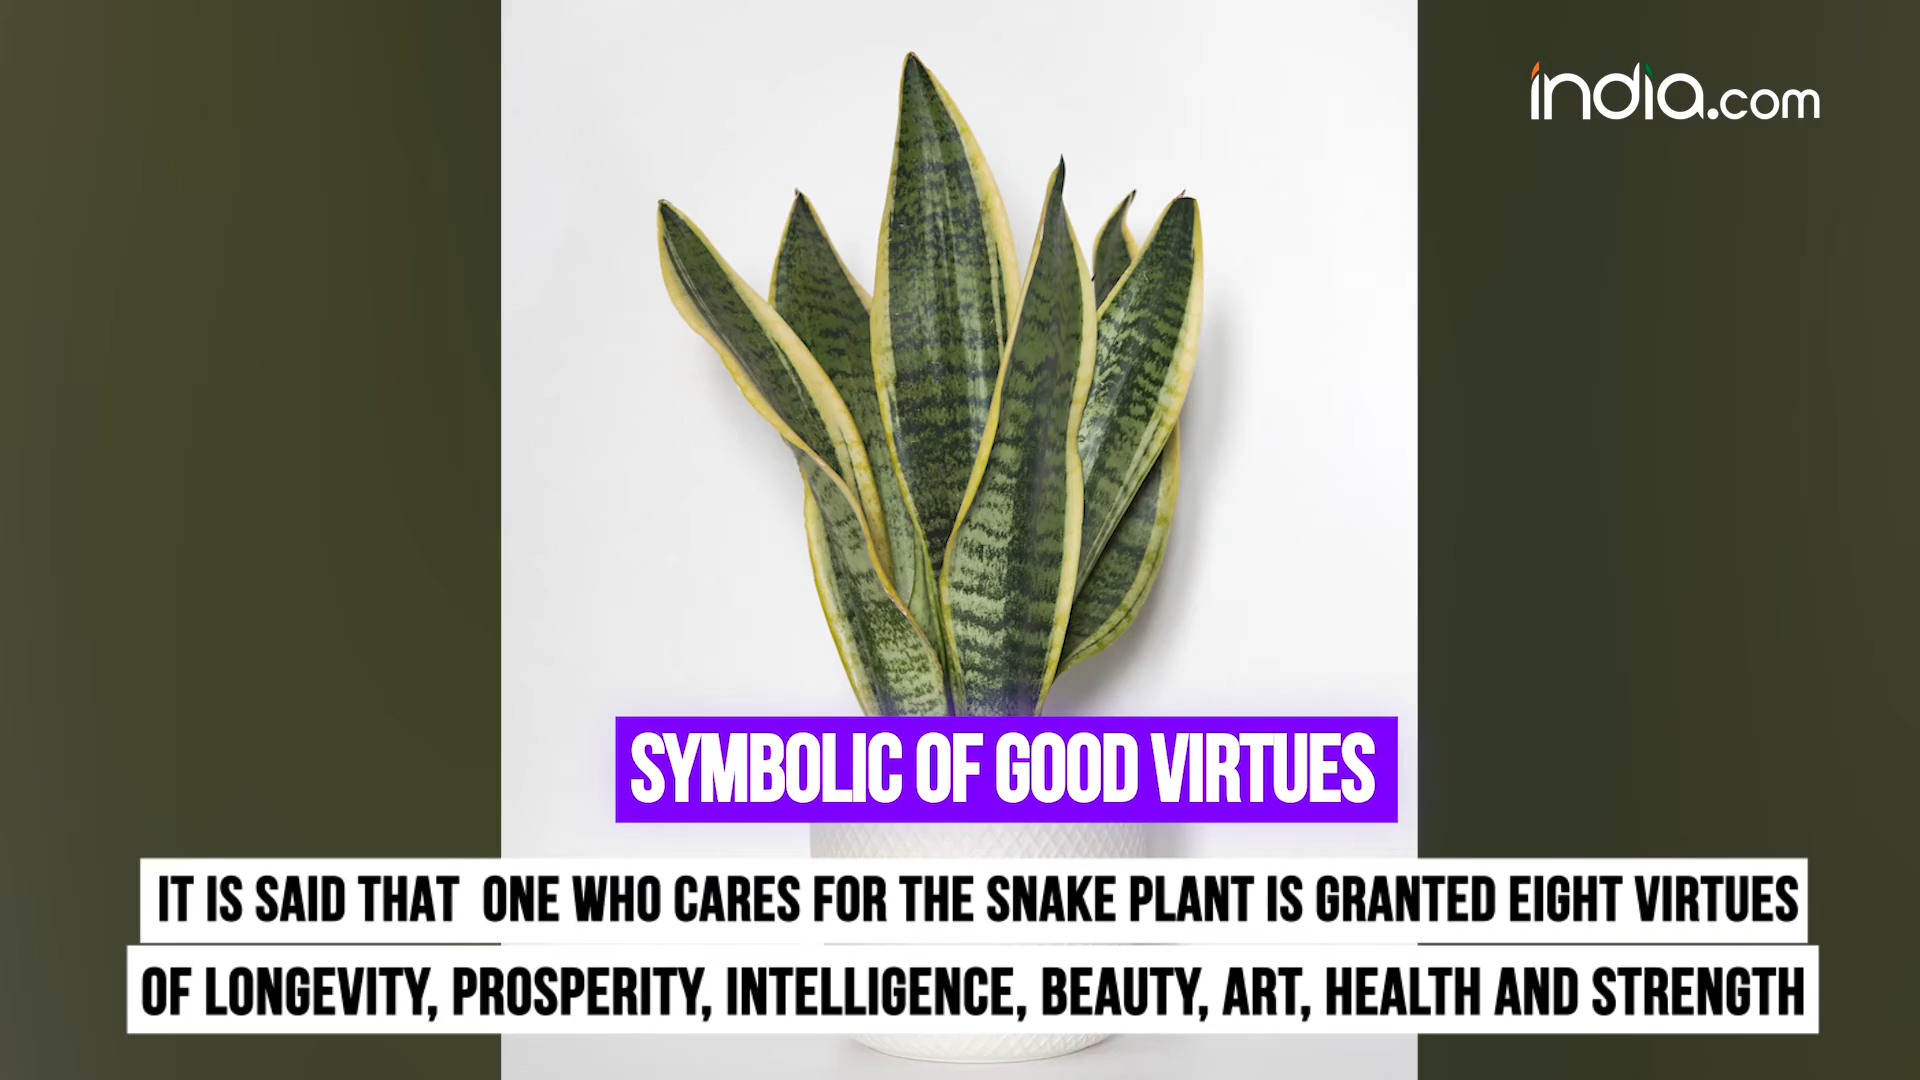 india.com
SYMBOLIC OF GOOD VIRTUES
IT IS SAID THAT ONE WHO CARES FOR THE SNAKE PLANT IS GRANTED EIGHT VIRTUES
OF LONGEVITY, PROSPERITY, INTELLIGENCE, BEAUTY, ART, HEALTH AND STRENGTH